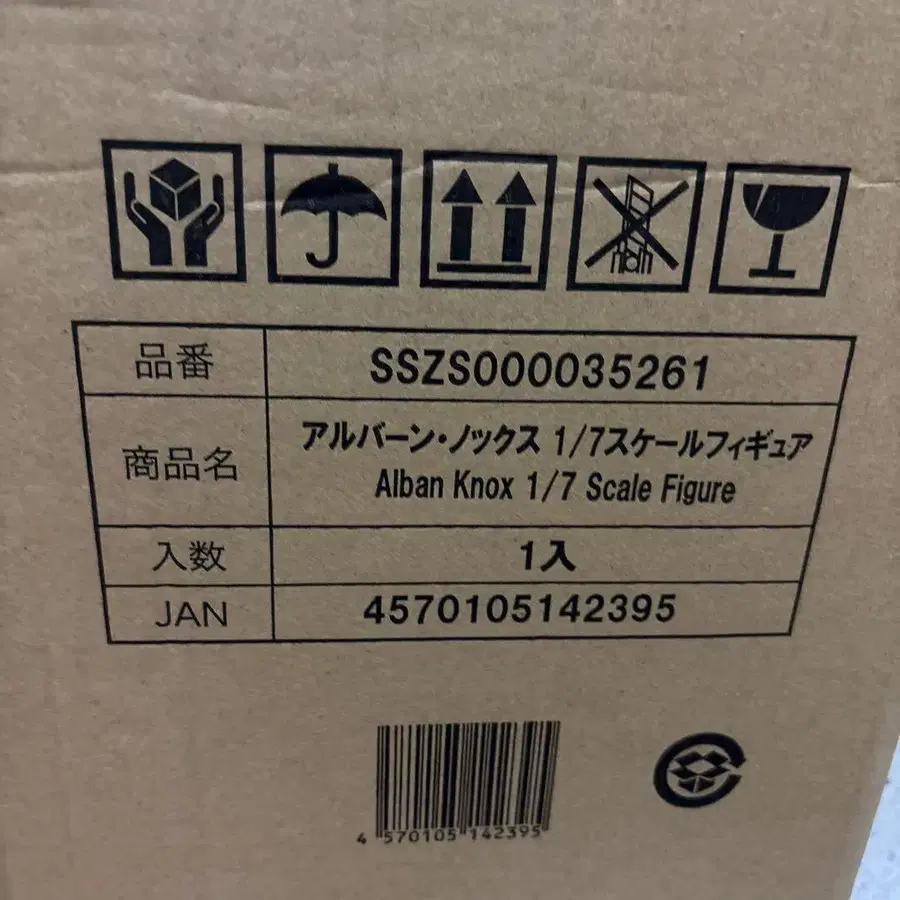 品番 SSZS000035261
商品名 アルバーン・ノックス 1/7スケールフィギュア
Alban Knox 1/7 Scale Figure
入数 1入
JAN 4570105142395
4 570105 142395